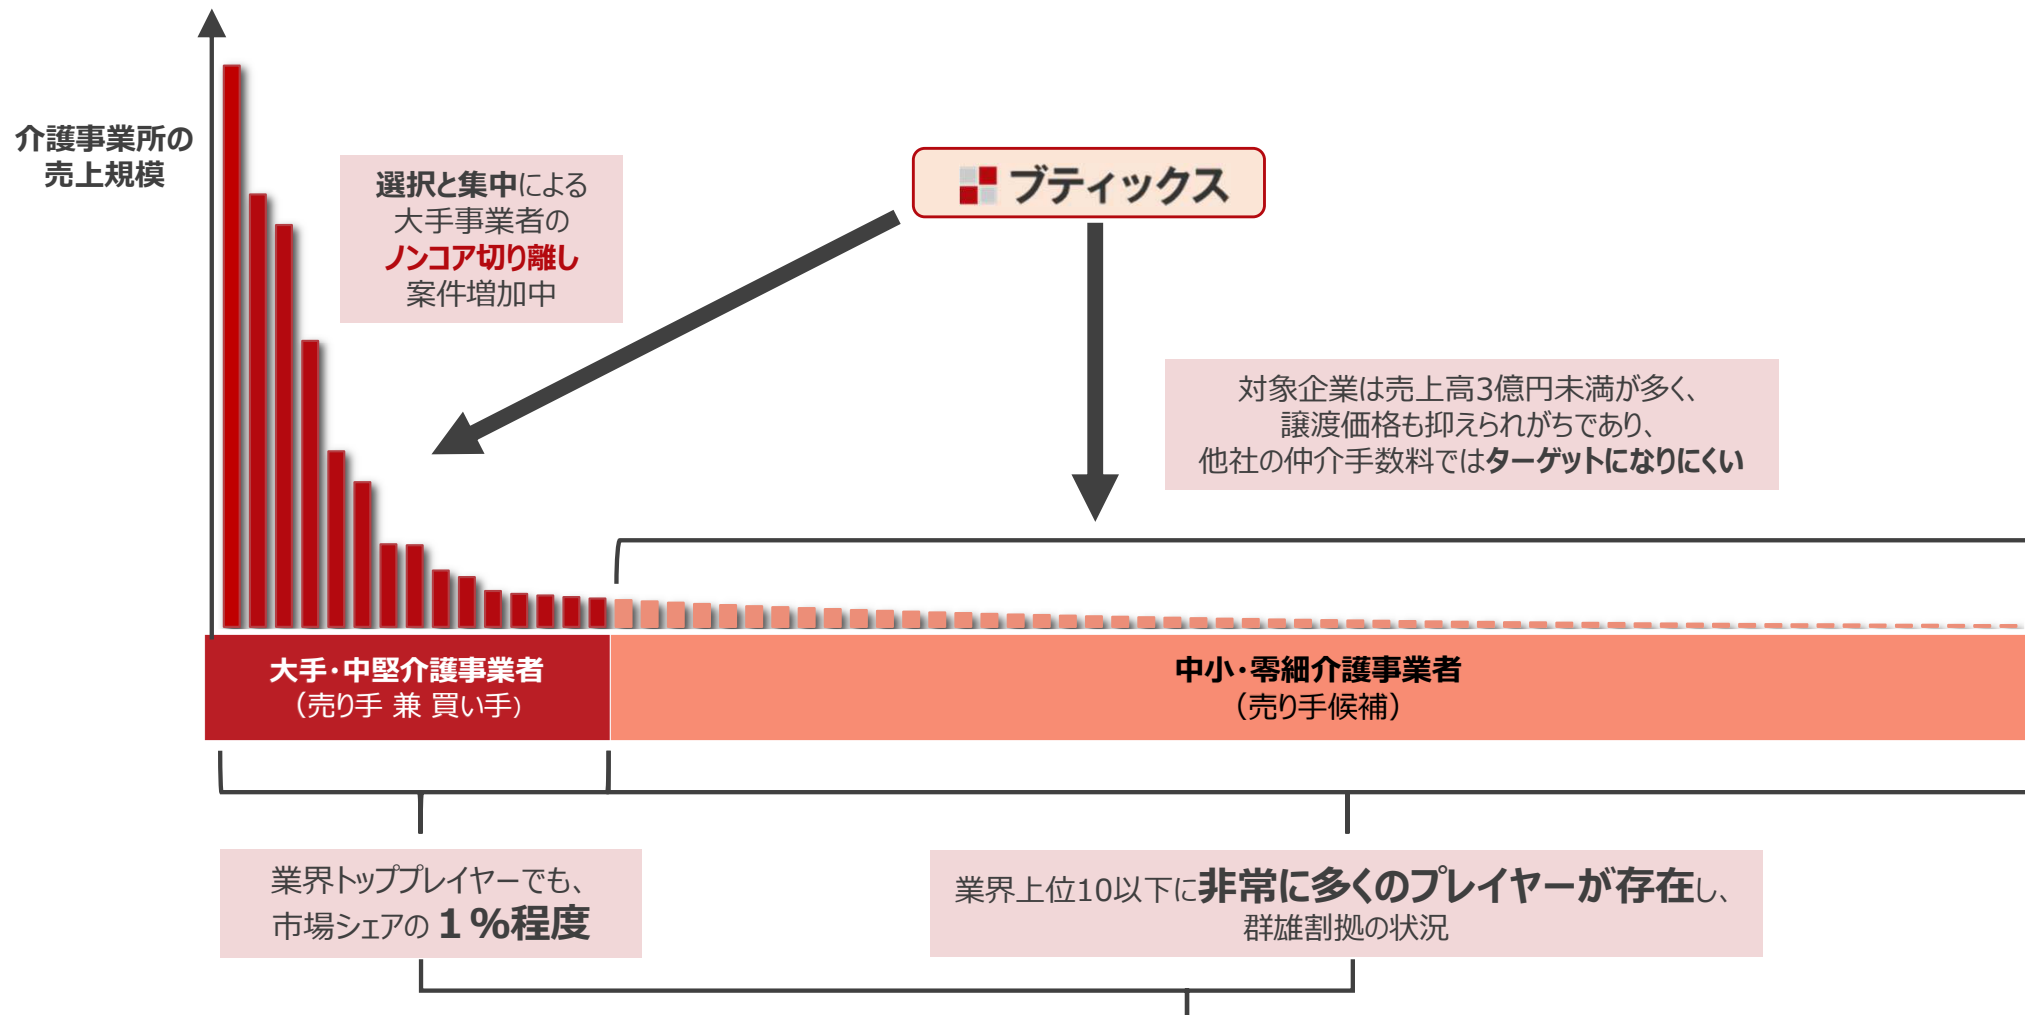 介護事業所の
売上規模
選択と集中による
大手事業者の
ノンコア切り離し
案件増加中
ブティックス
対象企業は売上高3億円未満が多く、
譲渡価格も抑えられがちであり、
他社の仲介手数料ではターゲットになりにくい
大手・中堅介護事業者
（売り手 兼 買い手）
中小・零細介護事業者
（売り手候補）
業界トッププレイヤーでも、
市場シェアの１%程度
業界上位10以下に非常に多くのプレイヤーが存在し、
群雄割拠の状況